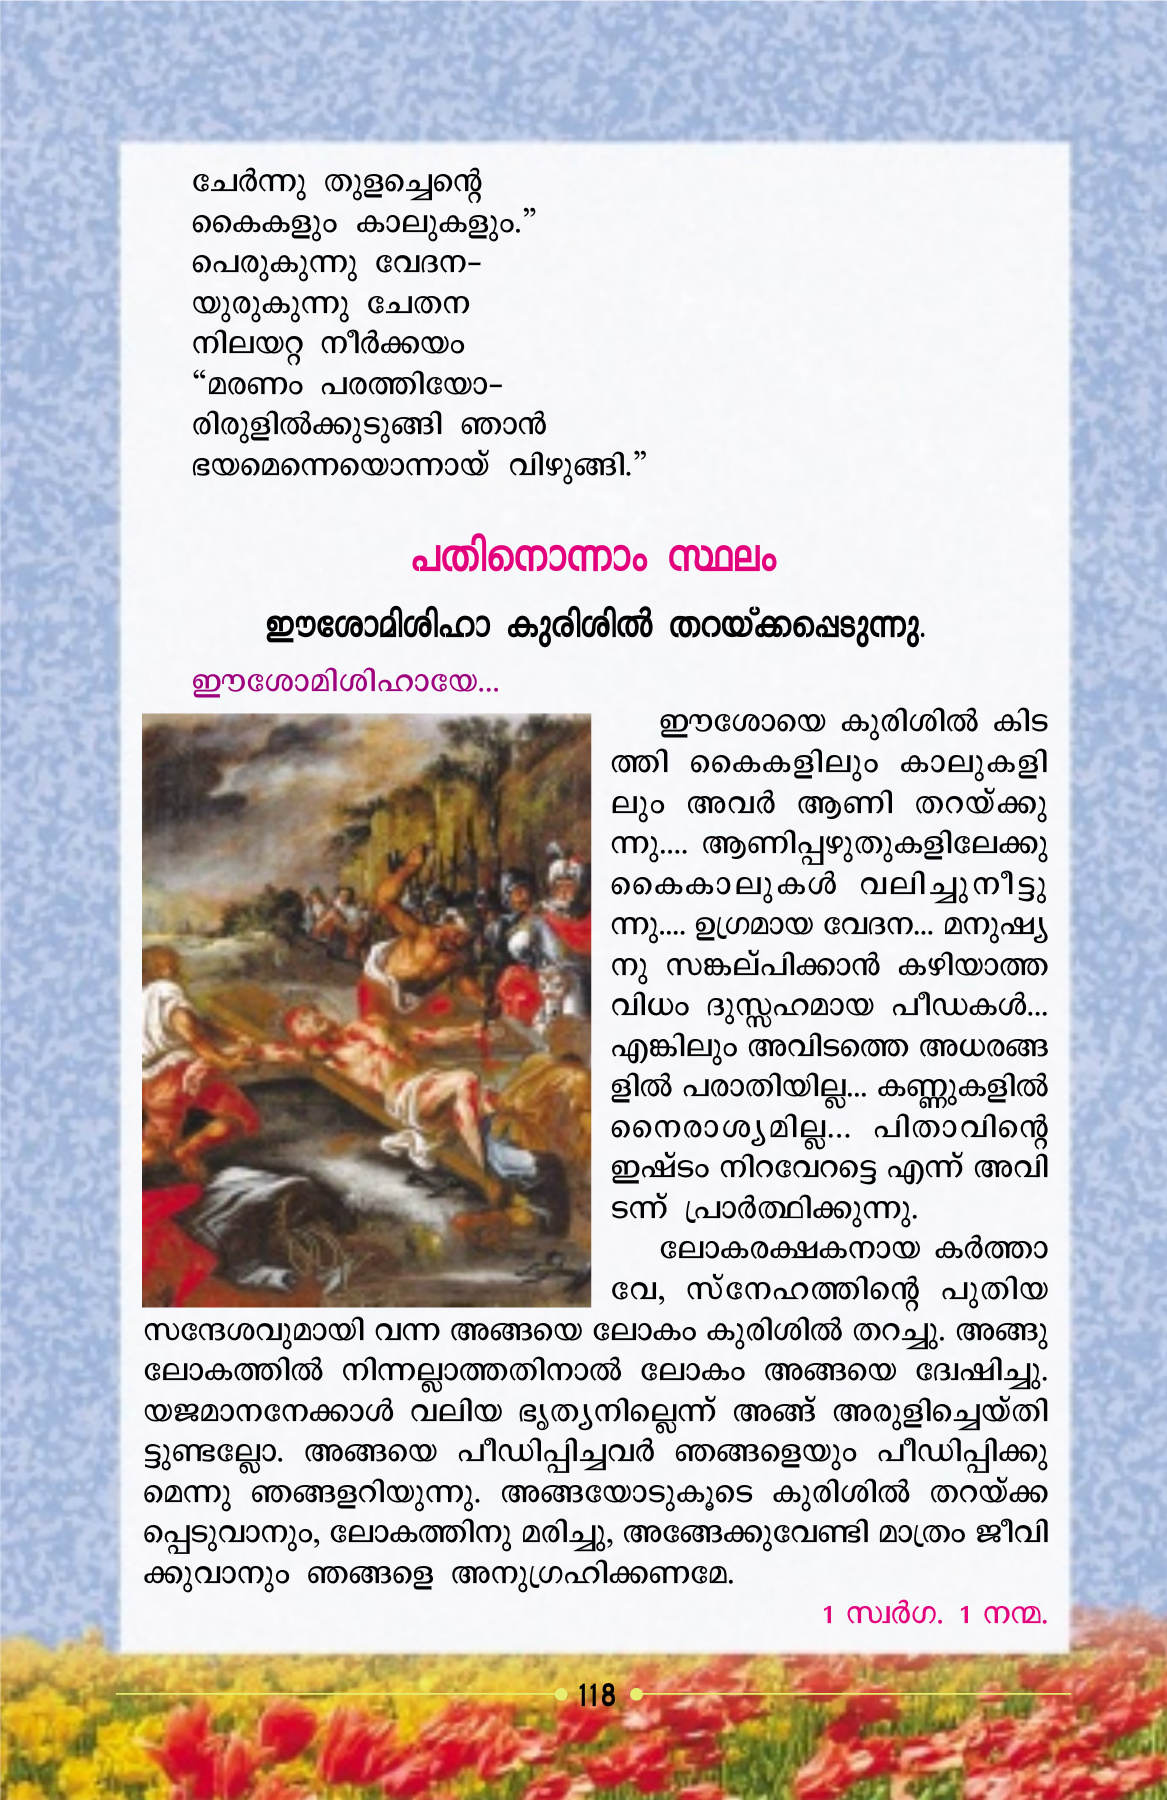 ചേർന്നു തുളച്ചെന്റെ
കൈകളും കാലുകളും.”
പെരുകുന്നു വേദന-
യുരുകുന്നു ചേതന
നിലയറ്റ നീർക്കയം
“മരണം പരത്തിയോ-
രിരുളിൽക്കുടുങ്ങി ഞാൻ
ഭയമെന്നെയൊന്നായ് വിഴുങ്ങി.”
പതിനൊന്നാം സ്ഥലം
ഈശോമിശിഹാ കുരിശിൽ തറയ്ക്കപ്പെടുന്നു.
ഈശോമിശിഹായേ...
ഈശോയെ കുരിശിൽ കിട
ത്തി കൈകളിലും കാലുകളി
ലും അവർ ആണി തറയ്ക്കു
ന്നു.... ആണിപ്പഴുതുകളിലേക്കു
കൈകാലുകൾ വലിച്ചുനീട്ടു
ന്നു.... ഉഗ്രമായ വേദന... മനുഷ്യ
നു സങ്കല്പിക്കാൻ കഴിയാത്ത
വിധം ദുസ്സഹമായ പീഡകൾ...
എങ്കിലും അവിടത്തെ അധരങ്ങ
ളിൽ പരാതിയില്ല... കണ്ണുകളിൽ
നൈരാശ്യമില്ല... പിതാവിന്റെ
ഇഷ്ടം നിറവേറട്ടെ എന്ന് അവി
ടന്ന് പ്രാർത്ഥിക്കുന്നു.
ലോകരക്ഷകനായ കർത്താ
വേ, സ്നേഹത്തിന്റെ പുതിയ
സന്ദേശവുമായി വന്ന അങ്ങയെ ലോകം കുരിശിൽ തറച്ചു. അങ്ങു
ലോകത്തിൽ നിന്നല്ലാത്തതിനാൽ ലോകം അങ്ങയെ ദ്വേഷിച്ചു.
യജമാനനേക്കാൾ വലിയ ഭൃത്യനില്ലെന്ന് അങ്ങ് അരുളിച്ചെയ്തി
ട്ടുണ്ടല്ലോ. അങ്ങയെ പീഡിപ്പിച്ചവർ ഞങ്ങളെയും പീഡിപ്പിക്കു
മെന്നു ഞങ്ങളറിയുന്നു. അങ്ങയോടുകൂടെ കുരിശിൽ തറയ്ക്ക
പ്പെടുവാനും, ലോകത്തിനു മരിച്ചു, അങ്ങേക്കുവേണ്ടി മാത്രം ജീവി
ക്കുവാനും ഞങ്ങളെ അനുഗ്രഹിക്കണമേ.
1 സ്വർഗ. 1 നന്മ.
118